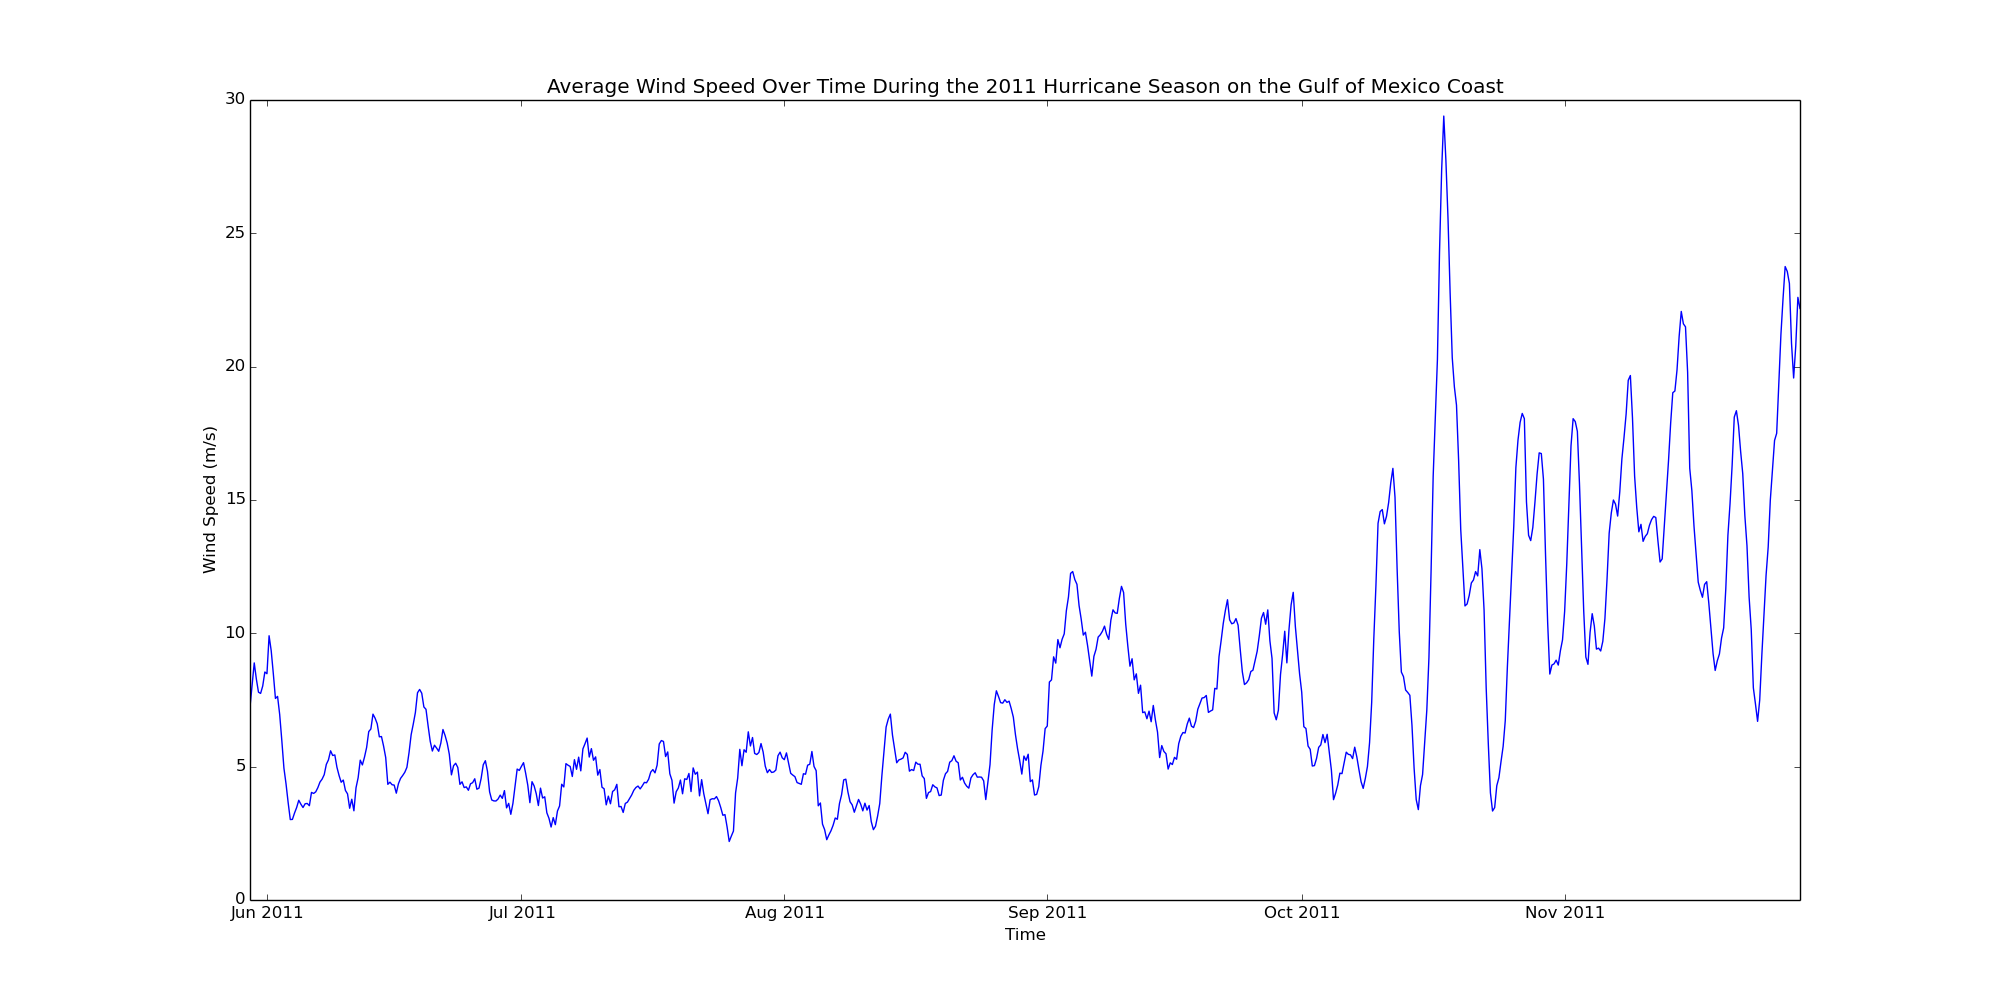 Average Wind Speed Over Time During the 2011 Hurricane Season on the Gulf of Mexico Coast
30
25
20
15
10
5
0
Wind Speed (m/s)
Jun 2011 Jul 2011 Aug 2011 Sep 2011 Oct 2011 Nov 2011
Time